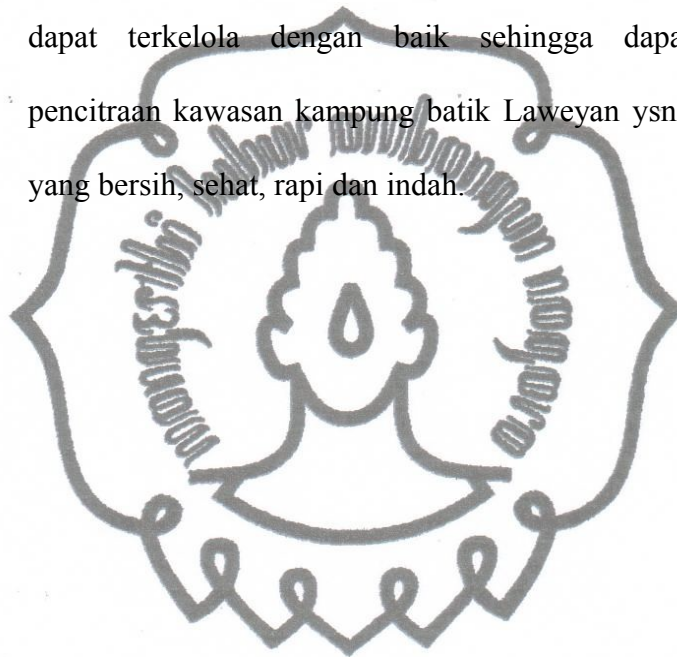 dapat terkelola dengan baik sehingga dapa
pencitraan kawasan kampung batik Laweyan ysn
yang bersih, sehat, rapi dan indah.